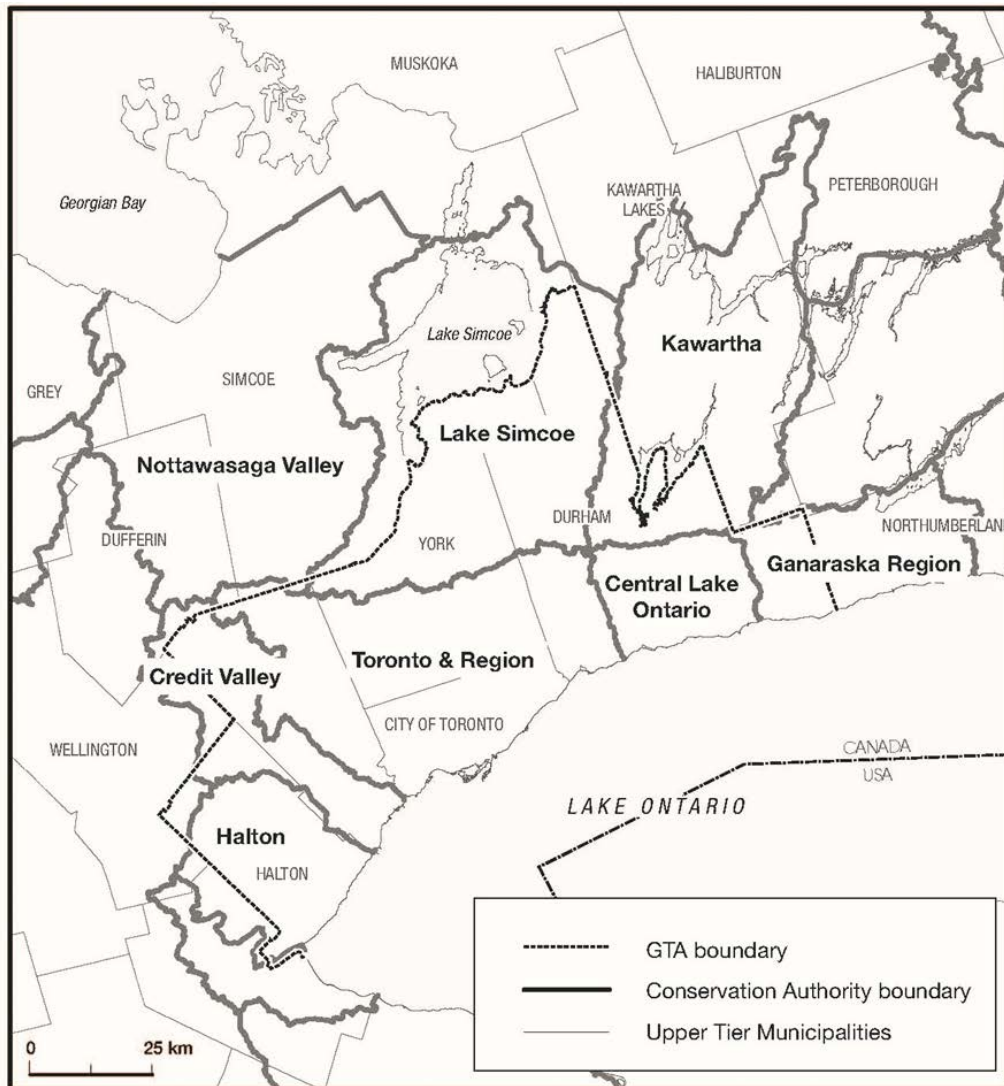 MUSKOKA
HALIBURTON
Georgian Bay
KAWARTHA
LAKES
PETERBOROUGH
Lake Simcoe
Kawartha
GREY
SIMCOE
Lake Simcoe
Nottawasaga Valley
DURHAM
NORTHUMBERLAND
DUFFERIN
YORK
Ganaraska Region
Central Lake
Ontario
Toronto & Region
Credit Valley
CITY OF TORONTO
WELLINGTON
CANADA
USA
LAKE ONTARIO
Halton
HALTON
GTA boundary
Conservation Authority boundary
Upper Tier Municipalities
0 25 km